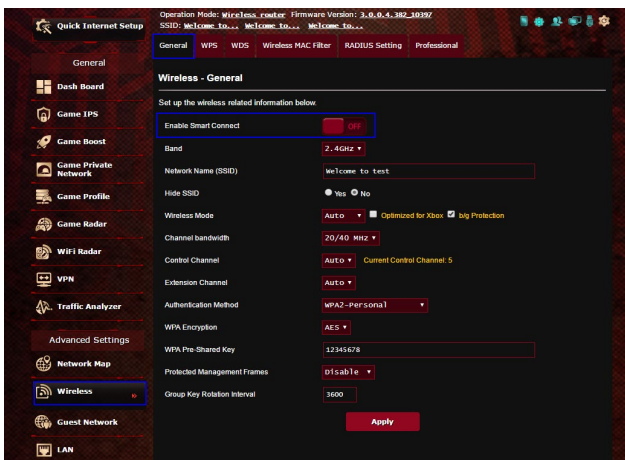 Quick Internet Setup
Operation Mode: Wireless router Firmware Version: 3.0.0.4.382_10397
SSID: Welcome to... Welcome to... Welcome to...
General WPS WDS Wireless MAC Filter RADIUS Setting Professional
General
Dash Board
Game IPS
Game Boost
Game Private
Network
Game Profile
Game Radar
WiFi Radar
VPN
Traffic Analyzer
Advanced Settings
Network Map
Wireless
Guest Network
LAN
Wireless - General
Set up the wireless related information below.
Enable Smart Connect OFF
Band 2.4GHz
Network Name (SSID) Welcome to test
Hide SSID Yes No
Wireless Mode Auto Optimized for Xbox b/g Protection
Channel bandwidth 20/40 MHz
Control Channel Auto Current Control Channel: 5
Extension Channel Auto
Authentication Method WPA2-Personal
WPA Encryption AES
WPA Pre-Shared Key 12345678
Protected Management Frames Disable
Group Key Rotation Interval 3600
Apply